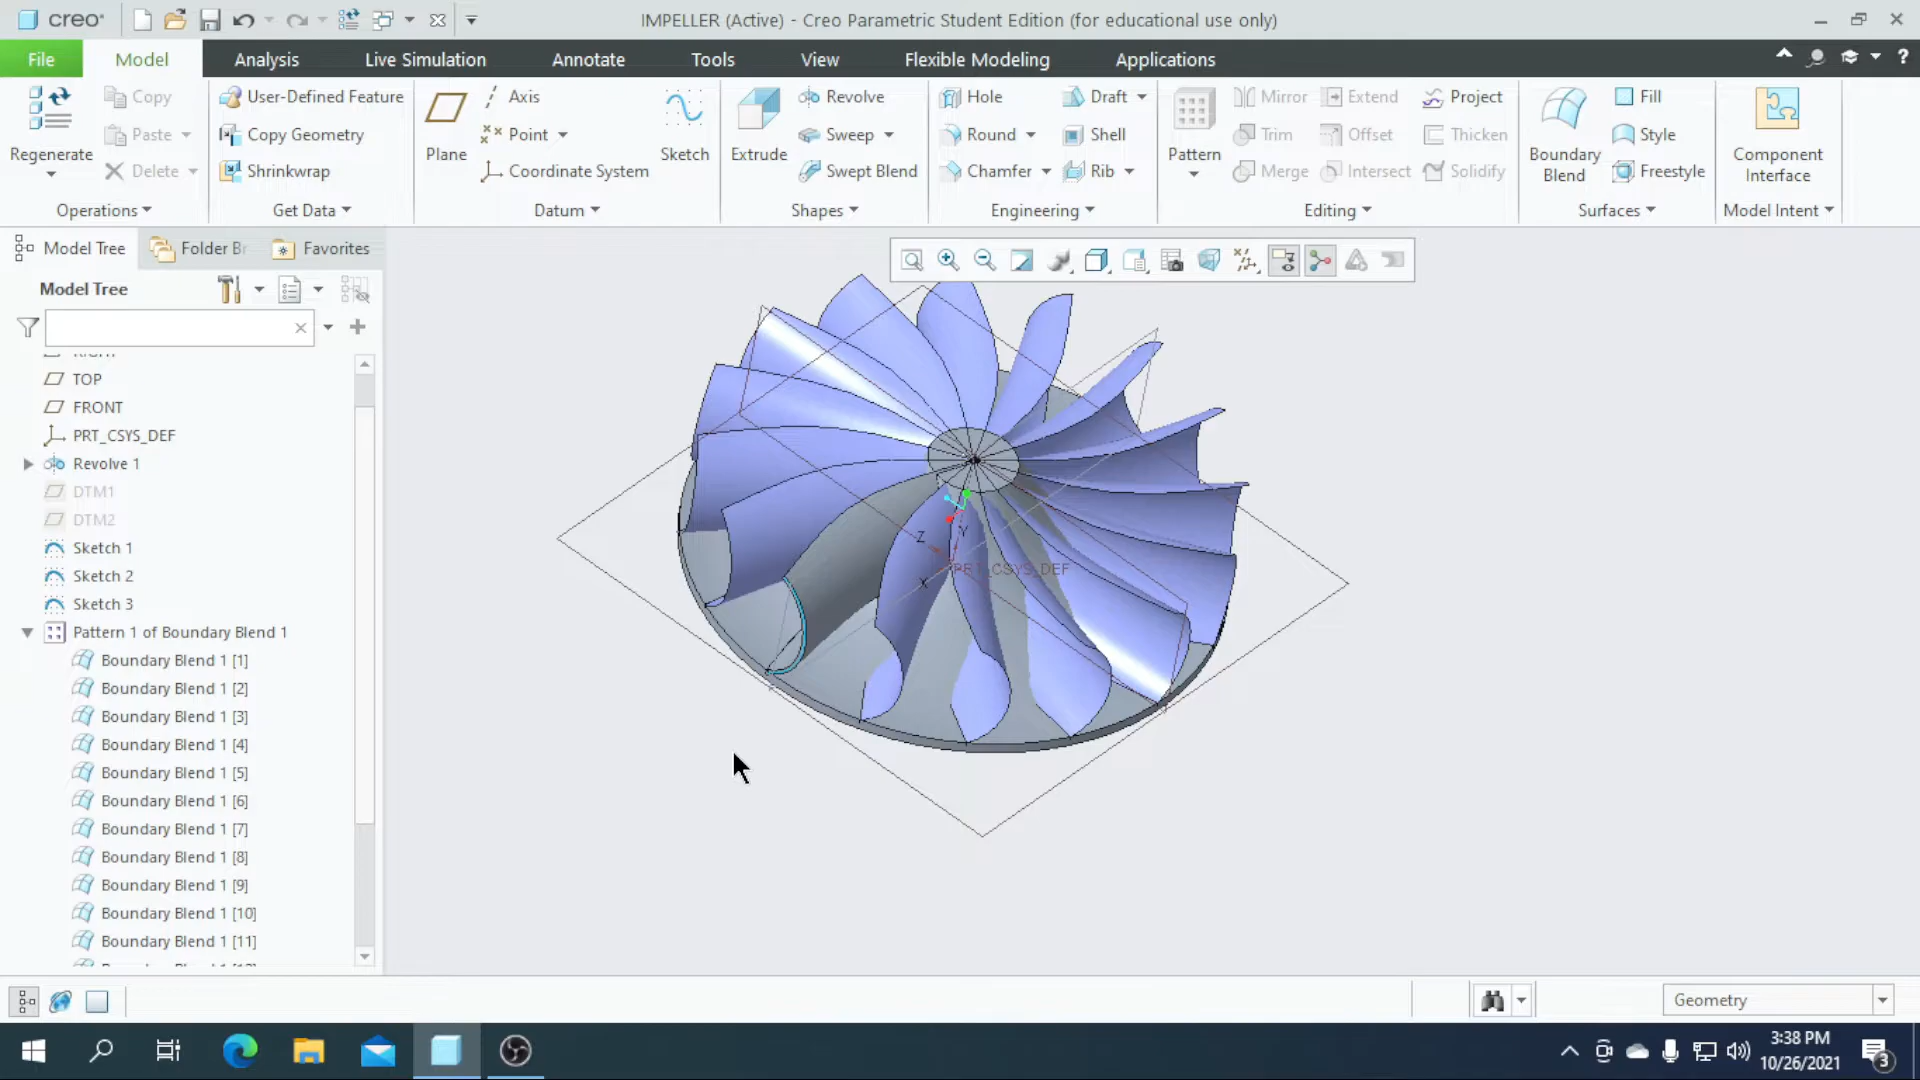 creo®
IMPELLER (Active) - Creo Parametric Student Edition (for educational use only)
File
Model
Analysis
Live Simulation
Annotate
Tools
View
Flexible Modeling
Applications
?
Regenerate
Copy
Paste
Delete
Operations
User-Defined Feature
Copy Geometry
Shrinkwrap
Get Data
Plane
Axis
Point
Coordinate System
Sketch
Datum
Extrude
Revolve
Sweep
Swept Blend
Shapes
Hole
Round
Chamfer
Draft
Shell
Rib
Engineering
Pattern
Mirror
Trim
Merge
Extend
Offset
Intersect
Project
Thicken
Solidify
Editing
Boundary
Blend
Fill
Style
Freestyle
Surfaces
Component
Interface
Model Intent
Model Tree
Folder Br
Favorites
Model Tree
TOP
FRONT
PRT_CSYS_DEF
Revolve 1
DTM1
DTM2
Sketch 1
Sketch 2
Sketch 3
Pattern 1 of Boundary Blend 1
Boundary Blend 1 [1]
Boundary Blend 1 [2]
Boundary Blend 1 [3]
Boundary Blend 1 [4]
Boundary Blend 1 [5]
Boundary Blend 1 [6]
Boundary Blend 1 [7]
Boundary Blend 1 [8]
Boundary Blend 1 [9]
Boundary Blend 1 [10]
Boundary Blend 1 [11]
Y
Z
PRT_CSYS_DEF
X
Geometry
3:38 PM
10/26/2021
3